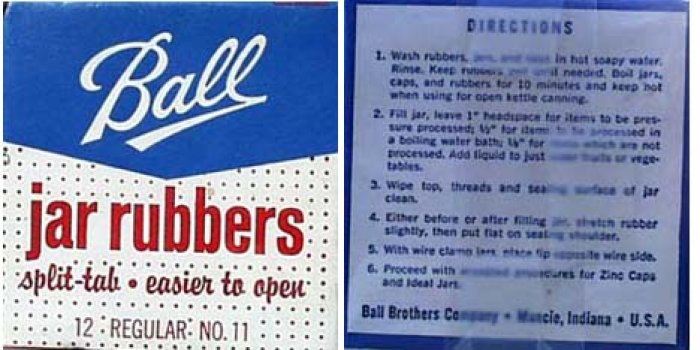 Ball
jar rubbers
split-tab • easier to open
12 REGULAR NO. 11
DIRECTIONS
1. Wash rubbers, in hot soapy water.
Rinse. Keep rubbers until needed. Boil jars,
caps, and rubbers for 10 minutes and keep hot
when using for open kettle canning.
2. Fill jar, leave 1" headspace for items to be pres-
sure processed; ½" for items to be processed in
a boiling water bath; ½" for which are not
processed. Add liquid to just or vege-
tables.
3. Wipe top, threads and sealing surface of jar
clean.
4. Either before or after filling jar, stretch rubber
slightly, then put flat on sealing shoulder.
5. With wire clamp jars, place tip opposite wire side.
6. Proceed with procedures for Zinc Caps
and Ideal Jars.
Ball Brothers Company • Muncie, Indiana • U.S.A.